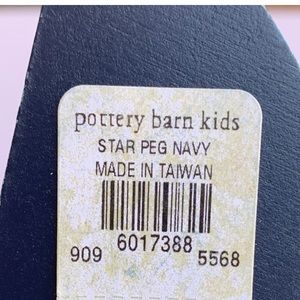 pottery barn kids
STAR PEG NAVY
MADE IN TAIWAN
6017388
909 5568